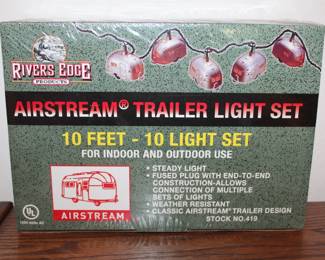 RIVERS EDGE
PRODUCTS
AIRSTREAM® TRAILER LIGHT SET
10 FEET - 10 LIGHT SET
FOR INDOOR AND OUTDOOR USE
• STEADY LIGHT
• FUSED PLUG WITH END-TO-END
CONSTRUCTION-ALLOWS
CONNECTION OF MULTIPLE
SETS OF LIGHTS
• WEATHER RESISTANT
• CLASSIC AIRSTREAM® TRAILER DESIGN
STOCK NO.419
UL
AIRSTREAM